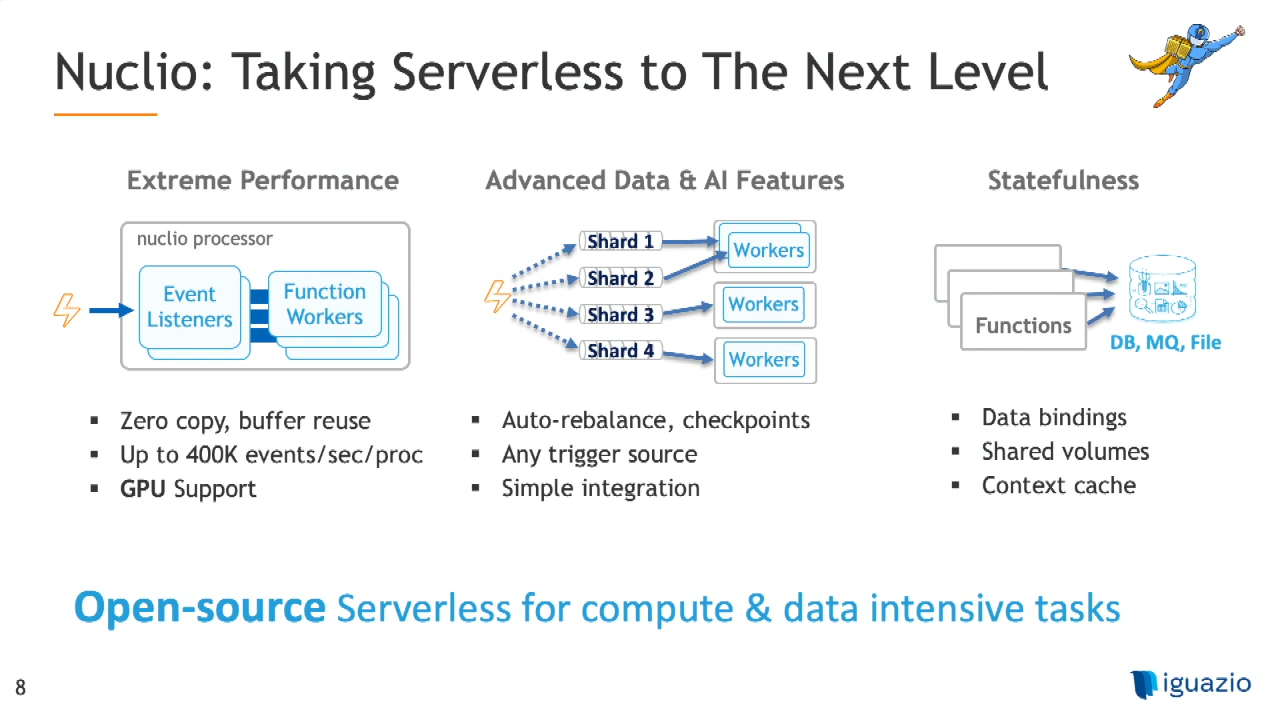 Nuclio: Taking Serverless to The Next Level
Extreme Performance
nuclio processor
Event
Listeners
Function
Workers
▪ Zero copy, buffer reuse
▪ Up to 400K events/sec/proc
▪ GPU Support
Advanced Data & AI Features
Shard 1
Shard 2
Shard 3
Shard 4
Workers
Workers
Workers
▪ Auto-rebalance, checkpoints
▪ Any trigger source
▪ Simple integration
Statefulness
Functions
DB, MQ, File
▪ Data bindings
▪ Shared volumes
▪ Context cache
Open-source Serverless for compute & data intensive tasks
8
iguazio